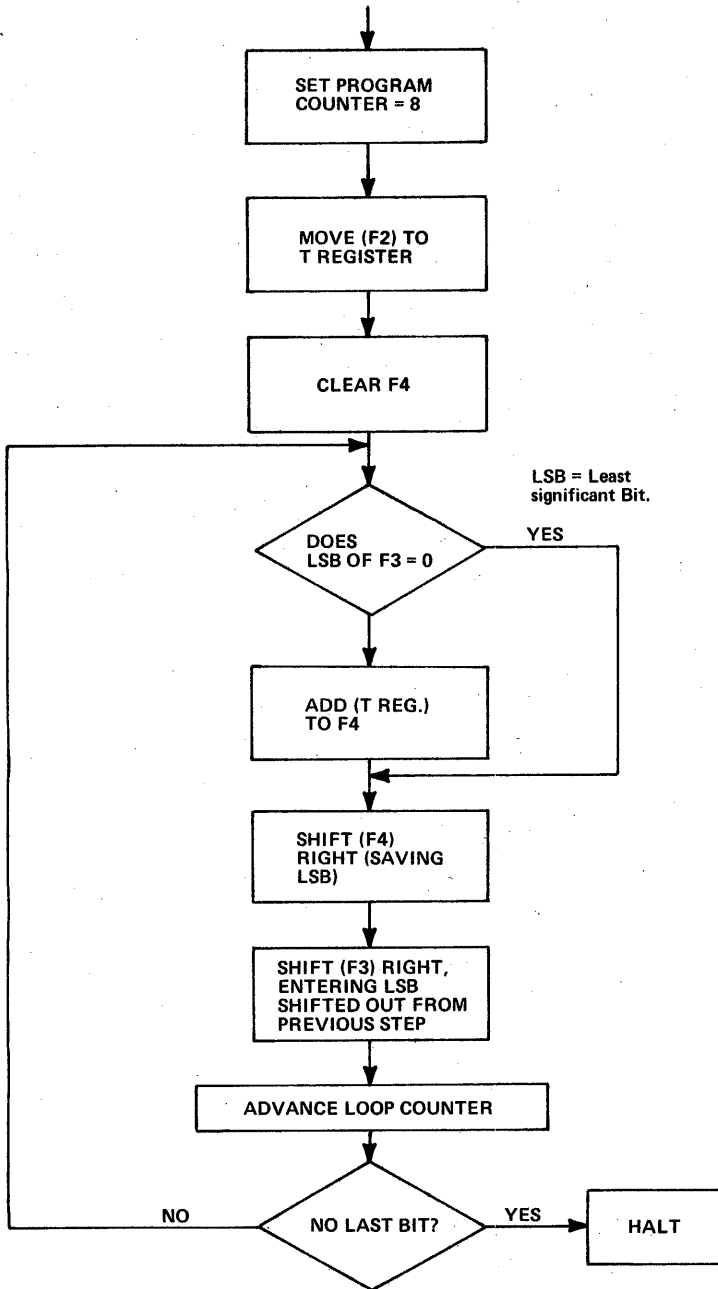 SET PROGRAM
COUNTER = 8
MOVE (F2) TO
T REGISTER
CLEAR F4
LSB = Least
significant Bit.
DOES
LSB OF F3 = 0
YES
ADD (T REG.)
TO F4
SHIFT (F4)
RIGHT (SAVING
LSB)
SHIFT (F3) RIGHT,
ENTERING LSB
SHIFTED OUT FROM
PREVIOUS STEP
ADVANCE LOOP COUNTER
NO
NO LAST BIT?
YES
HALT